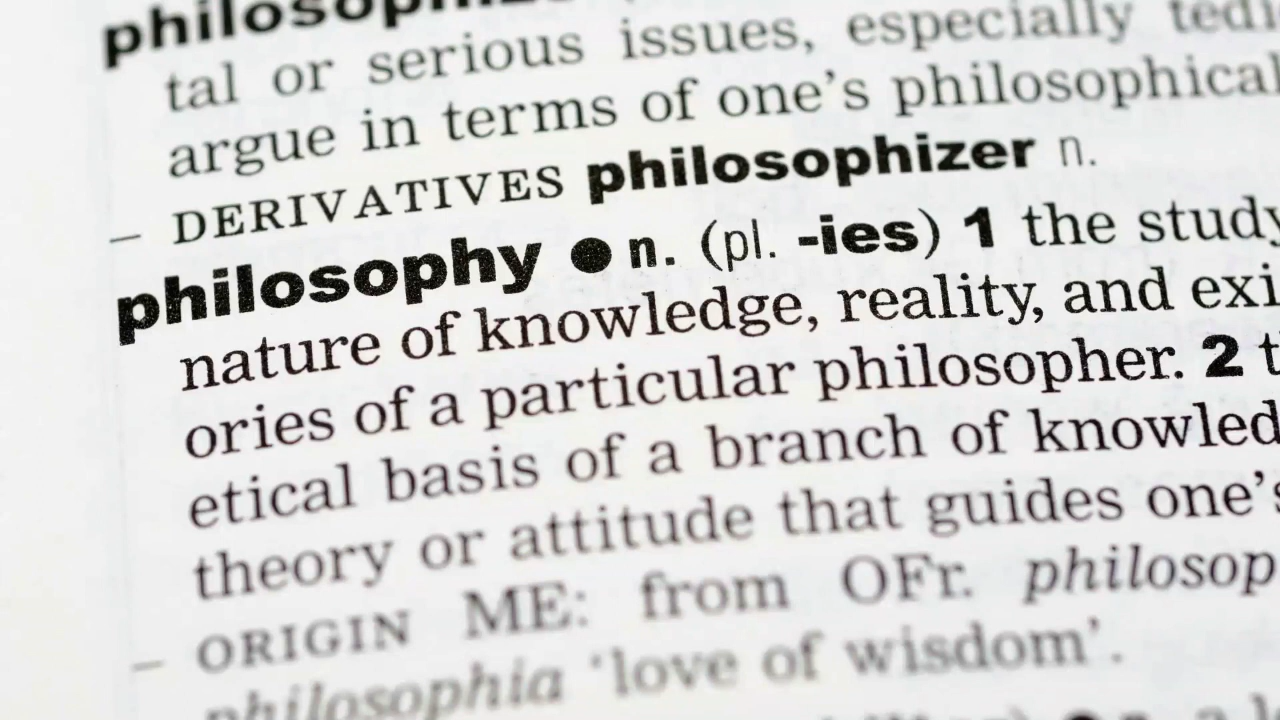 philosophize
tal or serious issues, especially tedi
argue in terms of one's philosophical
– DERIVATIVES philosophizer n.
philosophy ● n. (pl. -ies) 1 the study
nature of knowledge, reality, and exi
ories of a particular philosopher. 2 t
etical basis of a branch of knowled
theory or attitude that guides one's
– ORIGIN ME: from OFr. philosop
philosophia ‘love of wisdom’.